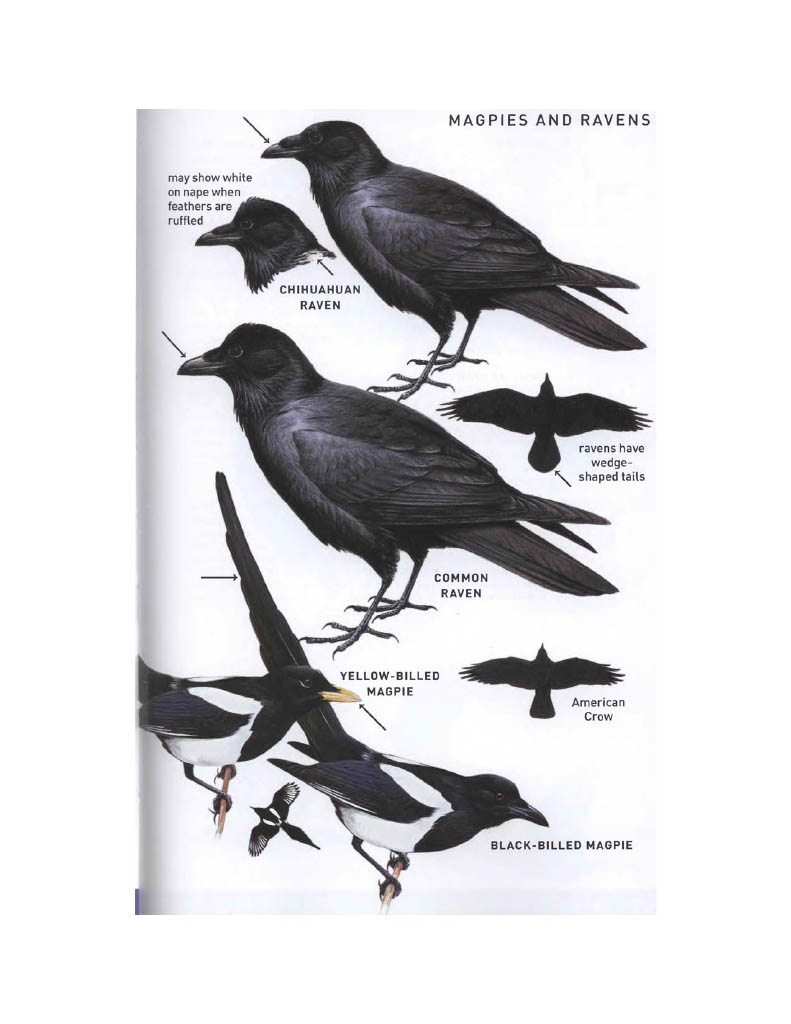 MAGPIES AND RAVENS
may show white
on nape when
feathers are
ruffled
CHIHUAHUAN
RAVEN
ravens have
wedge-
shaped tails
COMMON
RAVEN
YELLOW-BILLED
MAGPIE
American
Crow
BLACK-BILLED MAGPIE